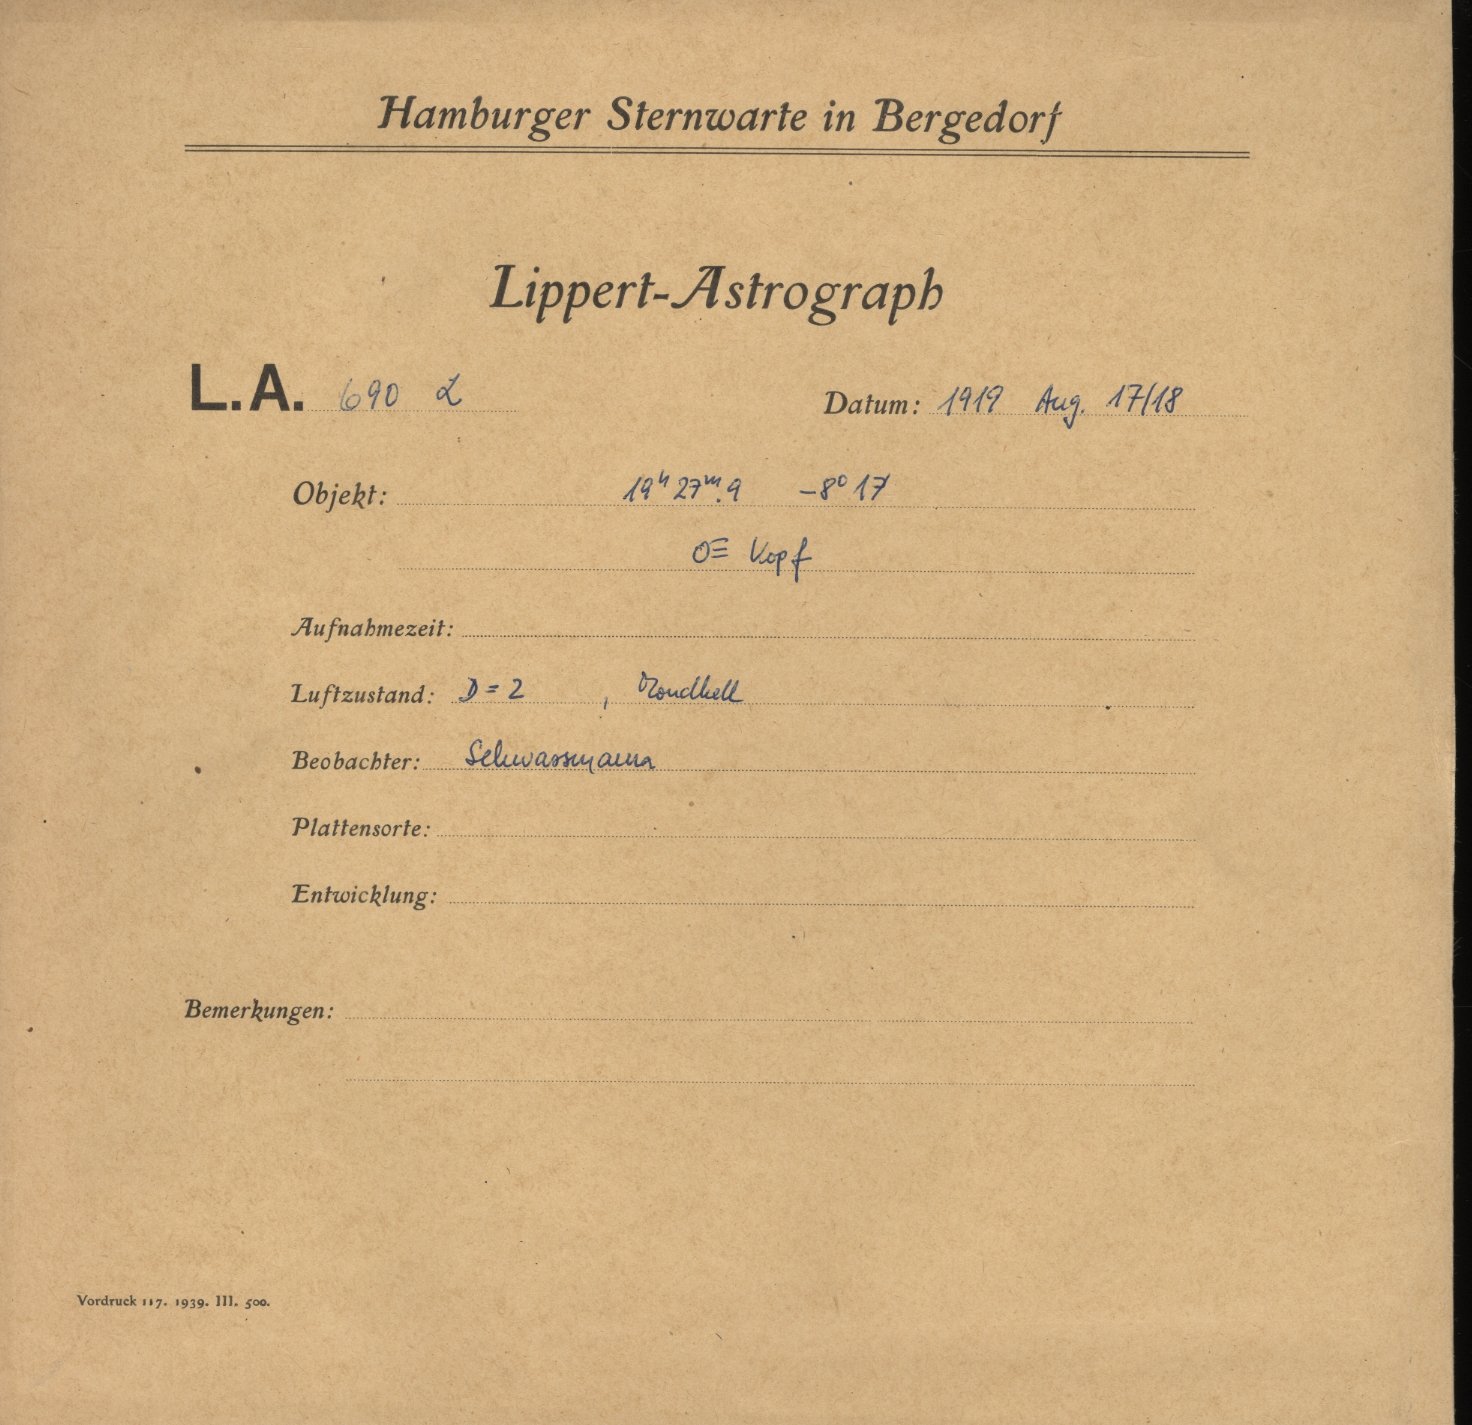 Hamburger Sternwarte in Bergedorf
Lippert-Astrograph
L.A. 690 L Datum: 1919 Aug. 17/18
Objekt: 19h 27m.9 -8° 17
☄ Kopf
Aufnahmezeit:
Luftzustand: D = 2 , Mondhell
Beobachter: Schwassmann
Plattensorte:
Entwicklung:
Bemerkungen:
Vordruck 117. 1939. III. 500.